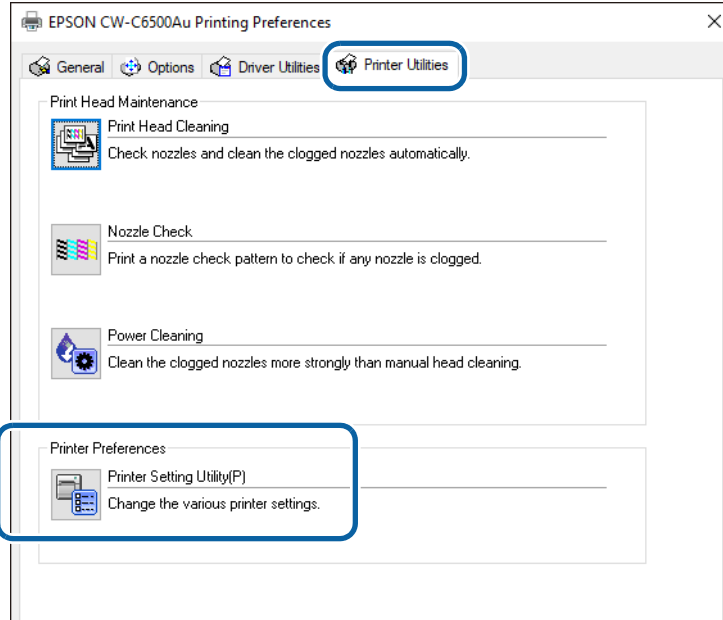 EPSON CW-C6500Au Printing Preferences
General Options Driver Utilities Printer Utilities
Print Head Maintenance
Print Head Cleaning
Check nozzles and clean the clogged nozzles automatically.
Nozzle Check
Print a nozzle check pattern to check if any nozzle is clogged.
Power Cleaning
Clean the clogged nozzles more strongly than manual head cleaning.
Printer Preferences
Printer Setting Utility(P)
Change the various printer settings.